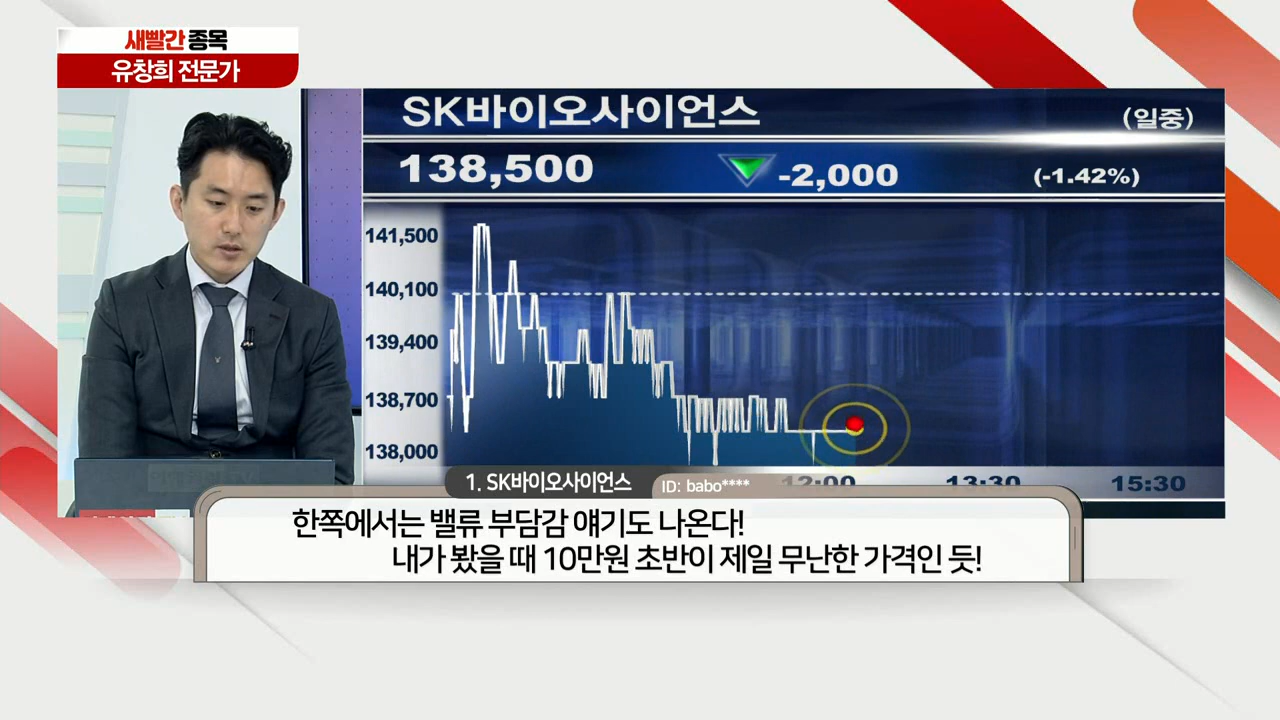 새빨간 종목
유창희 전문가
SK바이오사이언스
(일중)
138,500
-2,000
(-1.42%)
141,500
140,100
139,400
138,700
138,000
12:00
13:30
15:30
1. SK바이오사이언스
ID: babo****
한쪽에서는 밸류 부담감 얘기도 나온다!
내가 봤을 때 10만원 초반이 제일 무난한 가격인 듯!